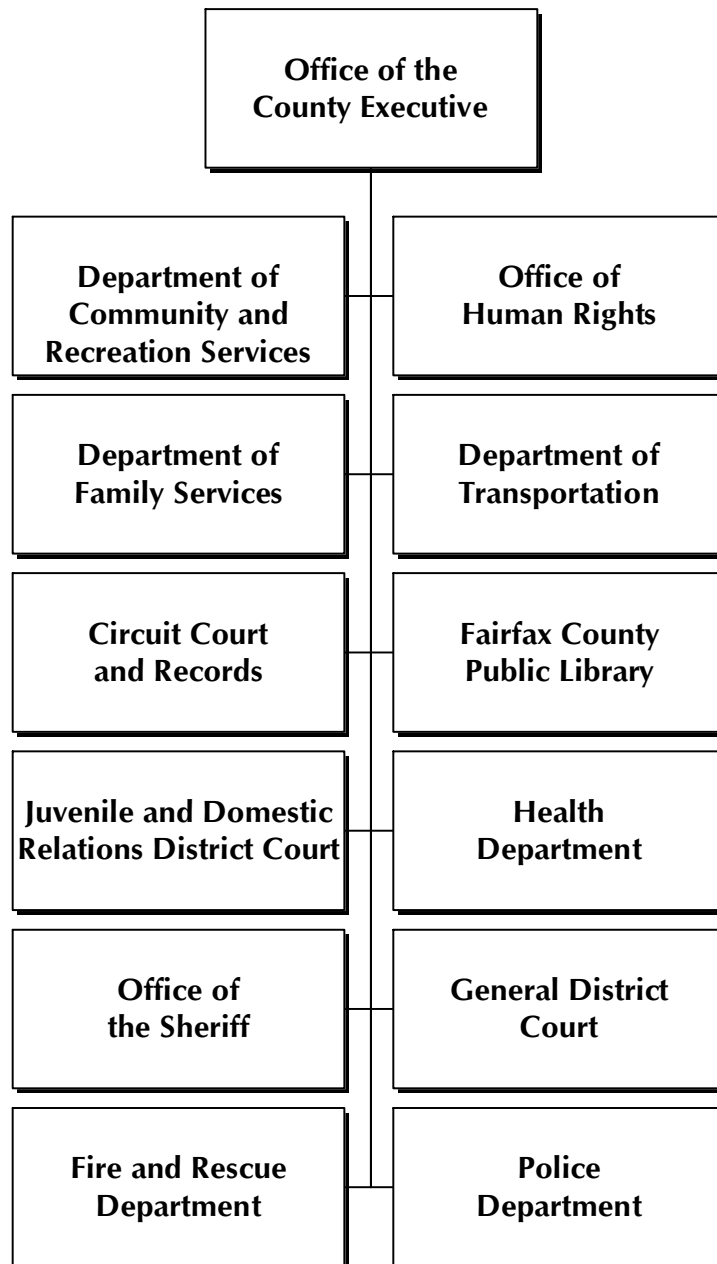 Office of the
County Executive
Department of
Community and
Recreation Services
Office of
Human Rights
Department of
Family Services
Department of
Transportation
Circuit Court
and Records
Fairfax County
Public Library
Juvenile and Domestic
Relations District Court
Health
Department
Office of
the Sheriff
General District
Court
Fire and Rescue
Department
Police
Department